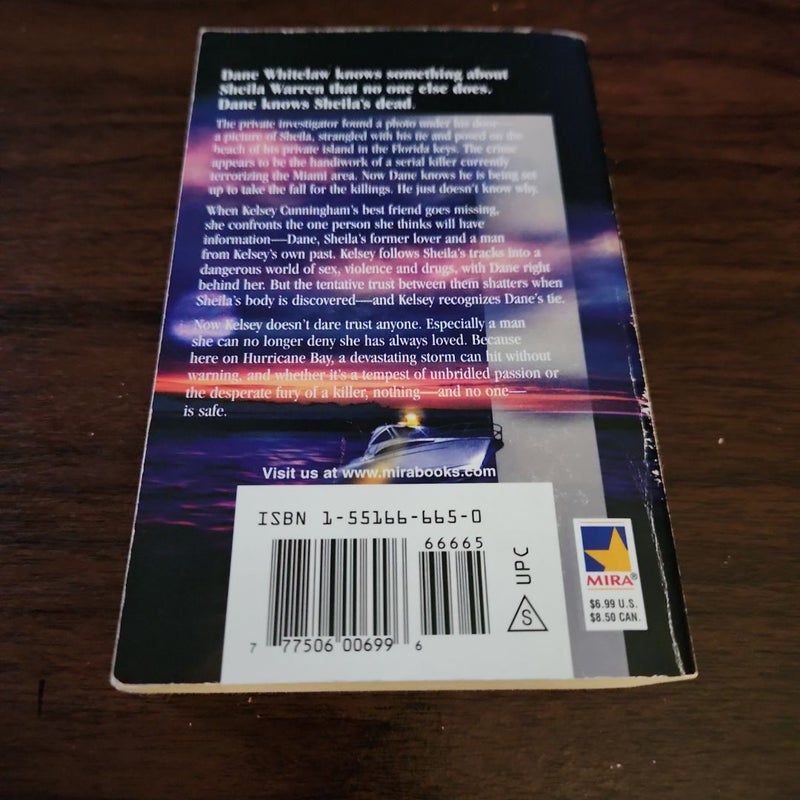 Dane Whitelaw knows something about
Sheila Warren that no one else does.
Dane knows Sheila's dead.
The private investigator found a photo under his door—
a picture of Sheila, strangled with his tie and posed on the
beach of his private island in the Florida keys. The crime
appears to be the handiwork of a serial killer currently
terrorizing the Miami area. Now Dane knows he is being set
up to take the fall for the killings. He just doesn't know why.
When Kelsey Cunningham's best friend goes missing,
she confronts the one person she thinks will have
information—Dane, Sheila's former lover and a man
from Kelsey's own past. Kelsey follows Sheila's tracks into a
dangerous world of sex, violence and drugs, with Dane right
behind her. But the tentative trust between them shatters when
Sheila's body is discovered—and Kelsey recognizes Dane's tie.
Now Kelsey doesn't dare trust anyone. Especially a man
she can no longer deny she has always loved. Because
here on Hurricane Bay, a devastating storm can hit without
warning, and whether it's a tempest of unbridled passion or
the desperate fury of a killer, nothing—and no one—
is safe.
Visit us at www.mirabooks.com
ISBN 1-55166-665-0
66665
UPC
S
7 77506 00699 6
MIRA®
$6.99 U.S.
$8.50 CAN.